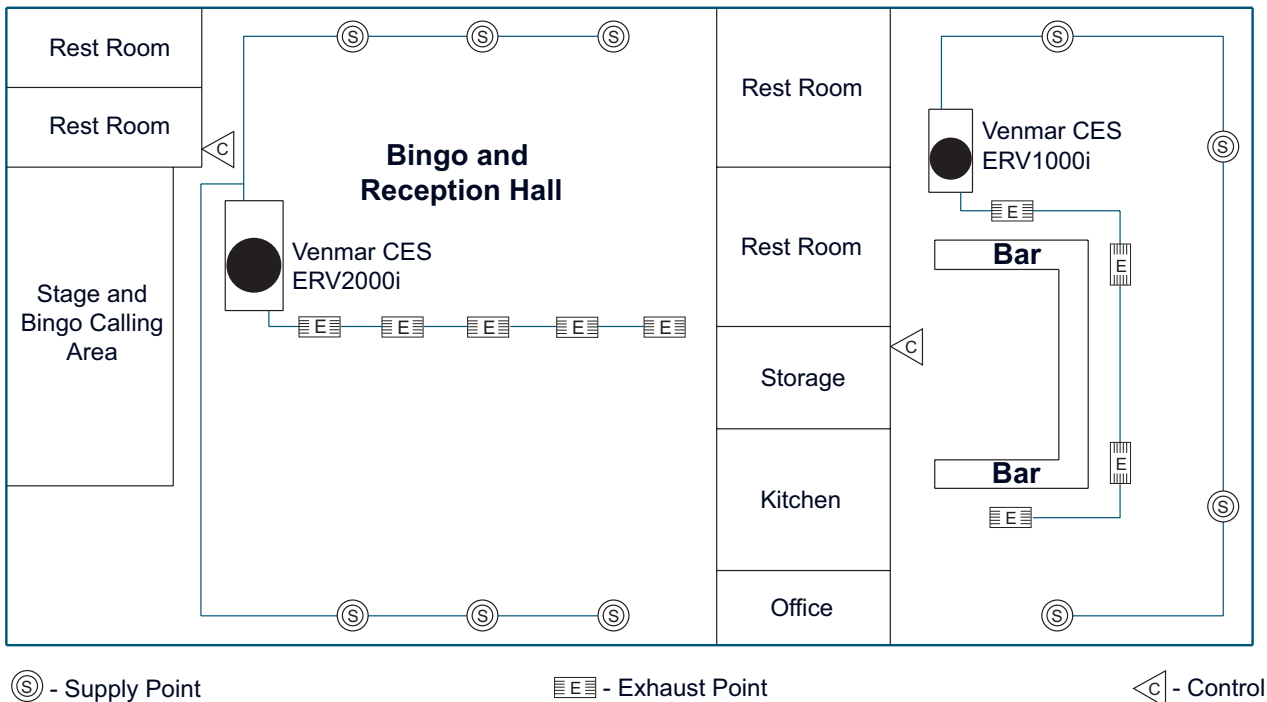 Rest Room
Rest Room
C
Stage and
Bingo Calling
Area
S
S
S
Bingo and
Reception Hall
Venmar CES
ERV2000i
E
E
E
E
E
S
S
S
Rest Room
Rest Room
Storage
Kitchen
Office
C
S
Venmar CES
ERV1000i
S
E
Bar
E
Bar
E
E
S
S
S - Supply Point
E - Exhaust Point
C - Control